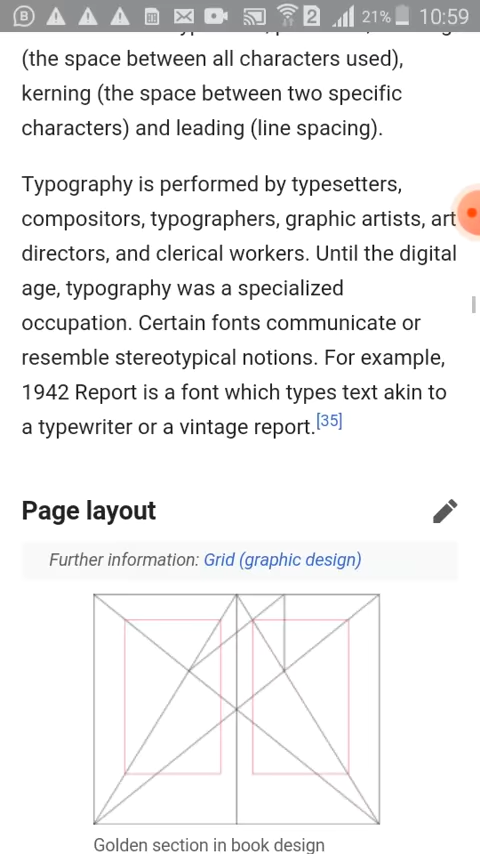 21% 10:59
(the space between all characters used),
kerning (the space between two specific
characters) and leading (line spacing).
Typography is performed by typesetters,
compositors, typographers, graphic artists, art
directors, and clerical workers. Until the digital
age, typography was a specialized
occupation. Certain fonts communicate or
resemble stereotypical notions. For example,
1942 Report is a font which types text akin to
a typewriter or a vintage report.[35]
Page layout
Further information: Grid (graphic design)
Golden section in book design